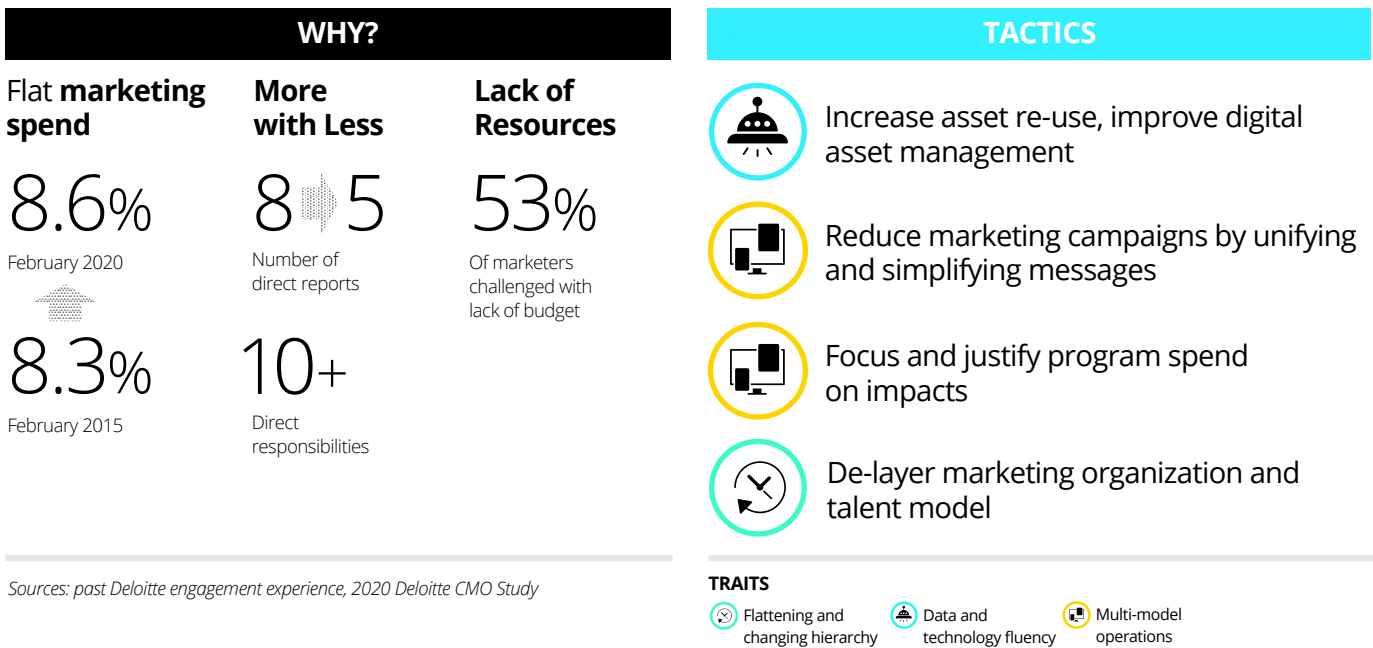 WHY?
Flat marketing
spend
8.6%
February 2020
8.3%
February 2015
More
with Less
8 5
Number of
direct reports
10+
Direct
responsibilities
Lack of
Resources
53%
Of marketers
challenged with
lack of budget
Sources: past Deloitte engagement experience, 2020 Deloitte CMO Study
TACTICS
Increase asset re-use, improve digital
asset management
Reduce marketing campaigns by unifying
and simplifying messages
Focus and justify program spend
on impacts
De-layer marketing organization and
talent model
TRAITS
Flattening and
changing hierarchy
Data and
technology fluency
Multi-model
operations